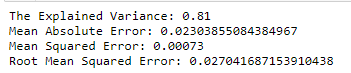 The Explained Variance: 0.81
Mean Absolute Error: 0.02303855084384967
Mean Squared Error: 0.00073
Root Mean Squared Error: 0.027041687153910438